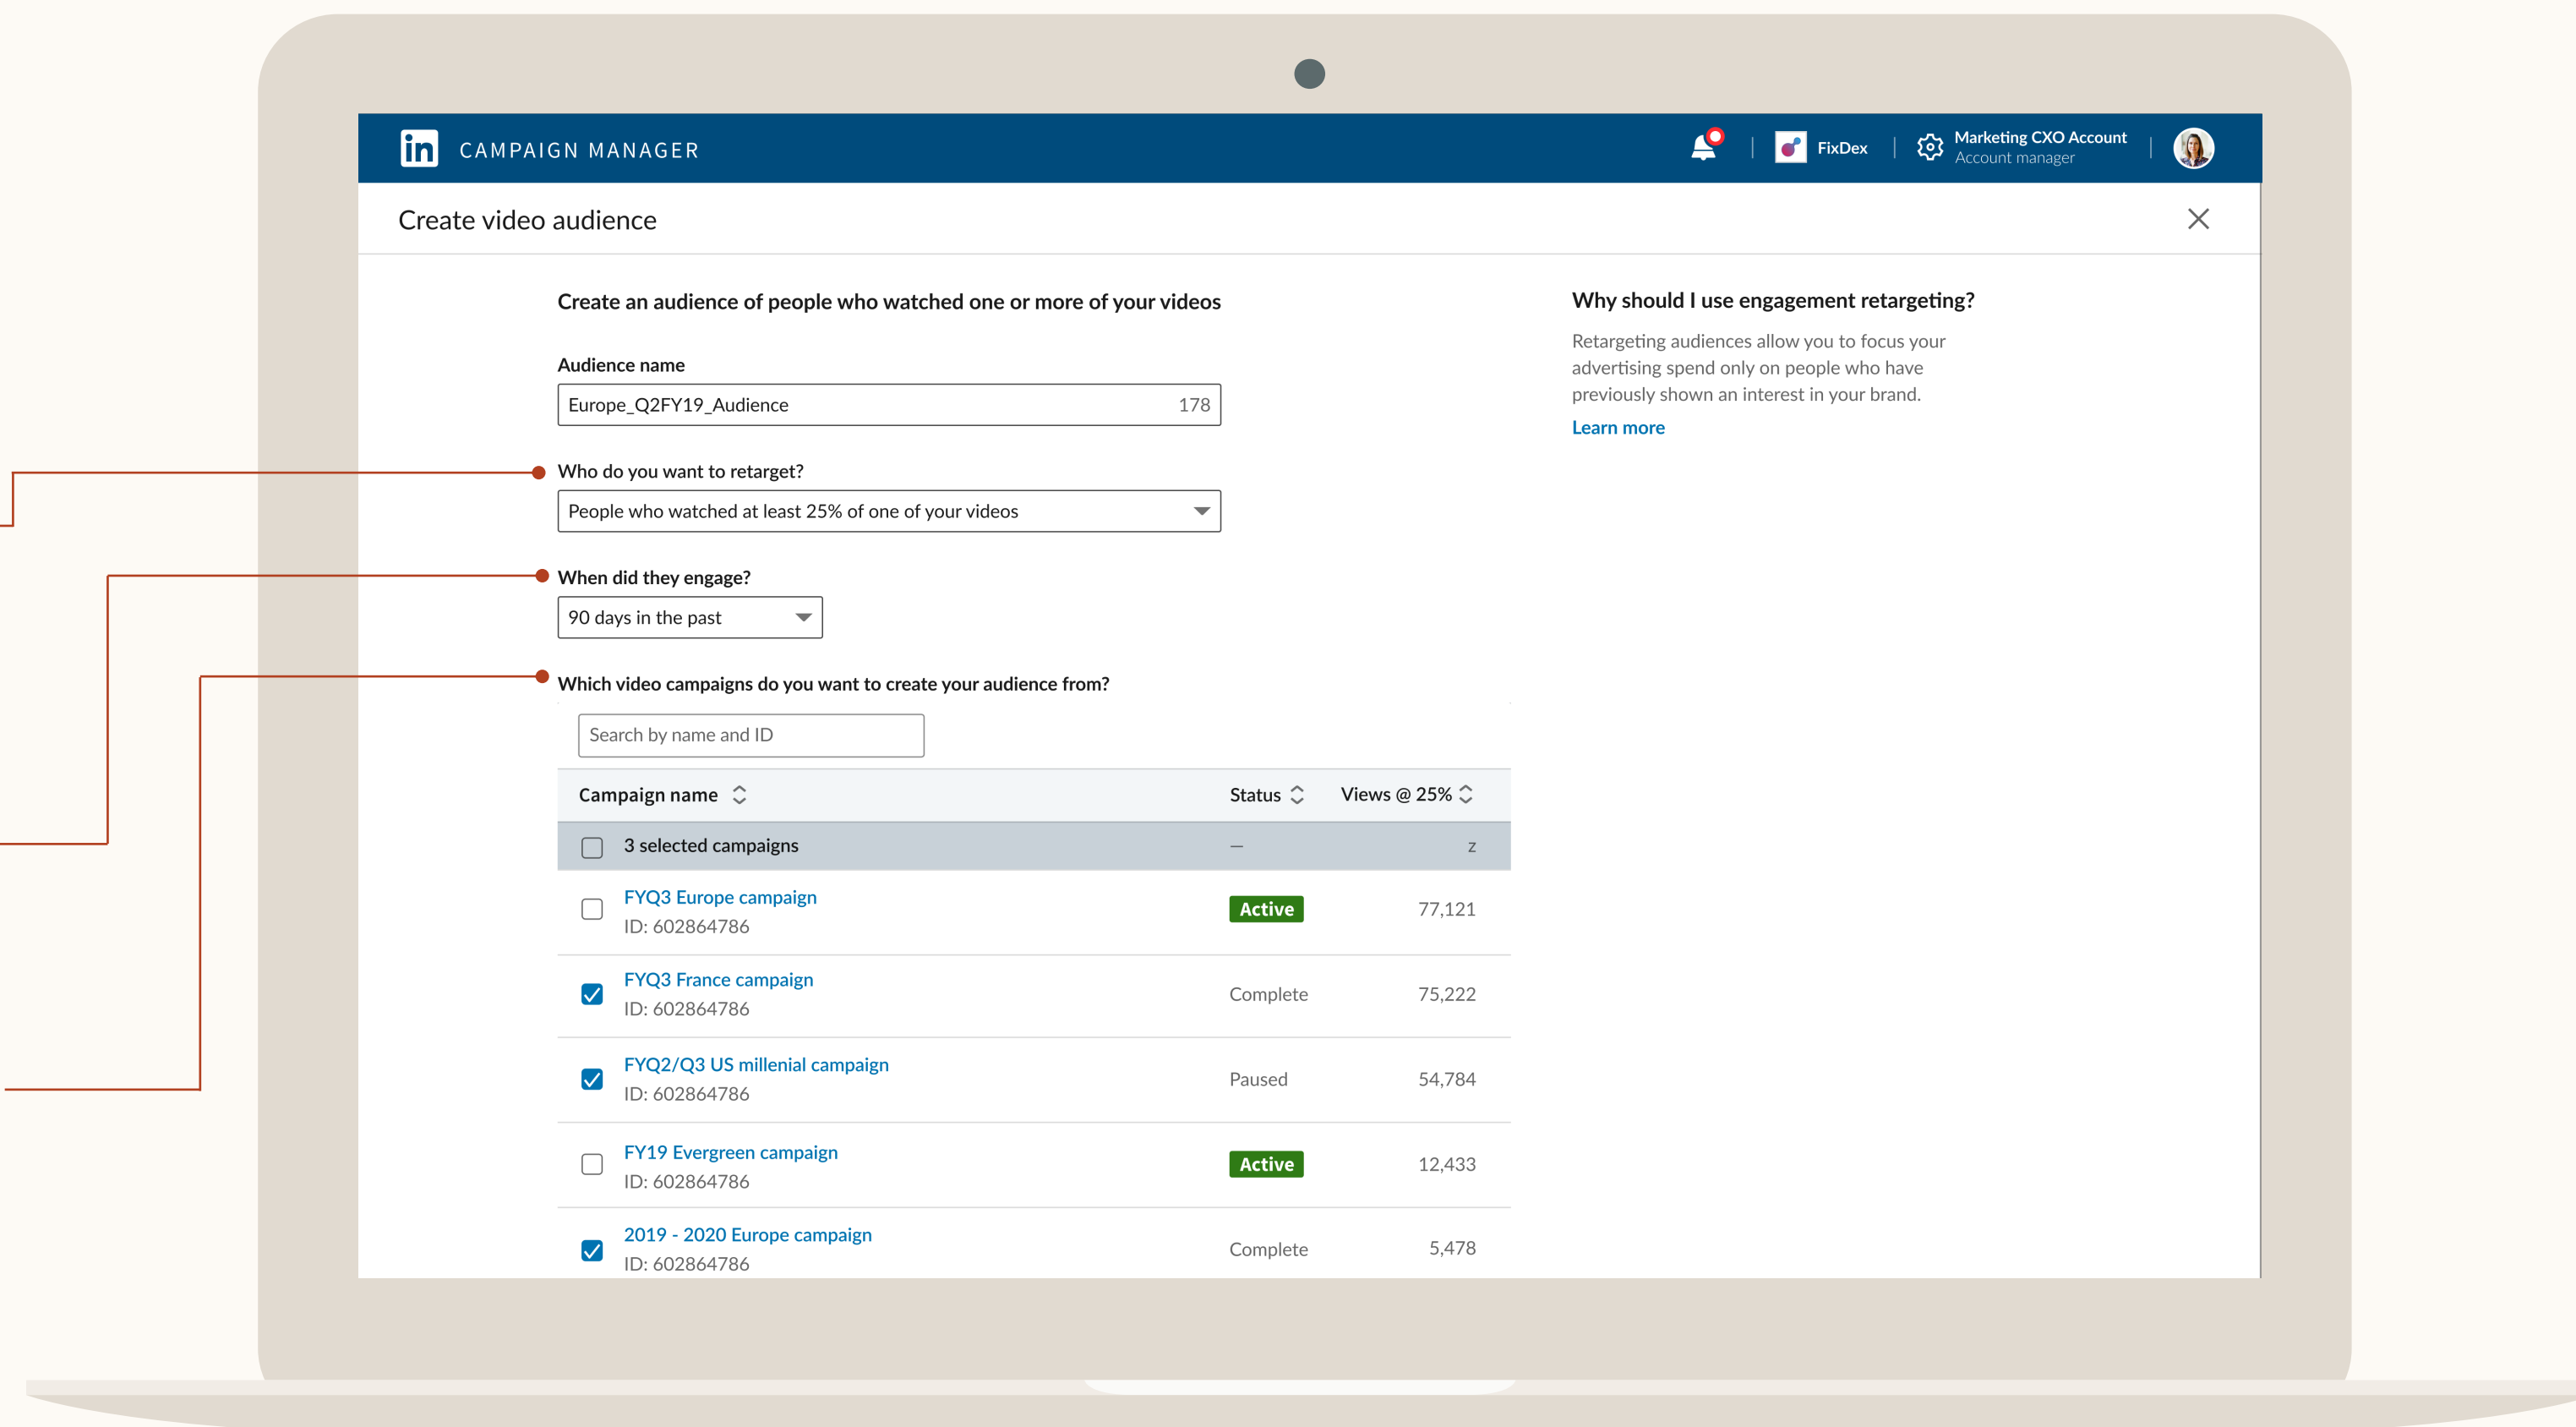 in CAMPAIGN MANAGER
FixDex
Marketing CXO Account
Account manager
Create video audience
Create an audience of people who watched one or more of your videos
Audience name
Europe_Q2FY19_Audience 178
Who do you want to retarget?
People who watched at least 25% of one of your videos
When did they engage?
90 days in the past
Which video campaigns do you want to create your audience from?
Search by name and ID
Campaign name Status Views @ 25%
3 selected campaigns — z
FYQ3 Europe campaign
ID: 602864786
Active 77,121
FYQ3 France campaign
ID: 602864786
Complete 75,222
FYQ2/Q3 US millenial campaign
ID: 602864786
Paused 54,784
FY19 Evergreen campaign
ID: 602864786
Active 12,433
2019 - 2020 Europe campaign
ID: 602864786
Complete 5,478
Why should I use engagement retargeting?
Retargeting audiences allow you to focus your
advertising spend only on people who have
previously shown an interest in your brand.
Learn more